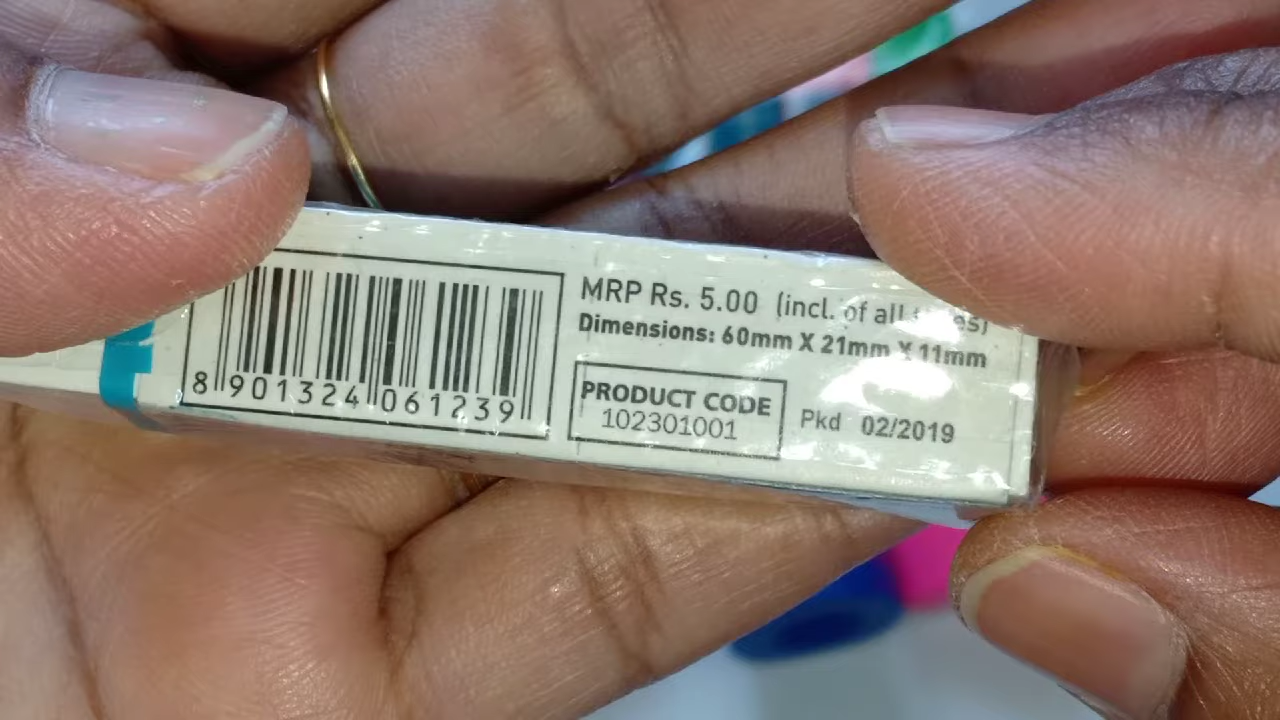 MRP Rs. 5.00 (incl. of all
Dimensions: 60mm X 21mm X 11mm
PRODUCT CODE
102301001
Pkd 02/2019
8 901324 061239